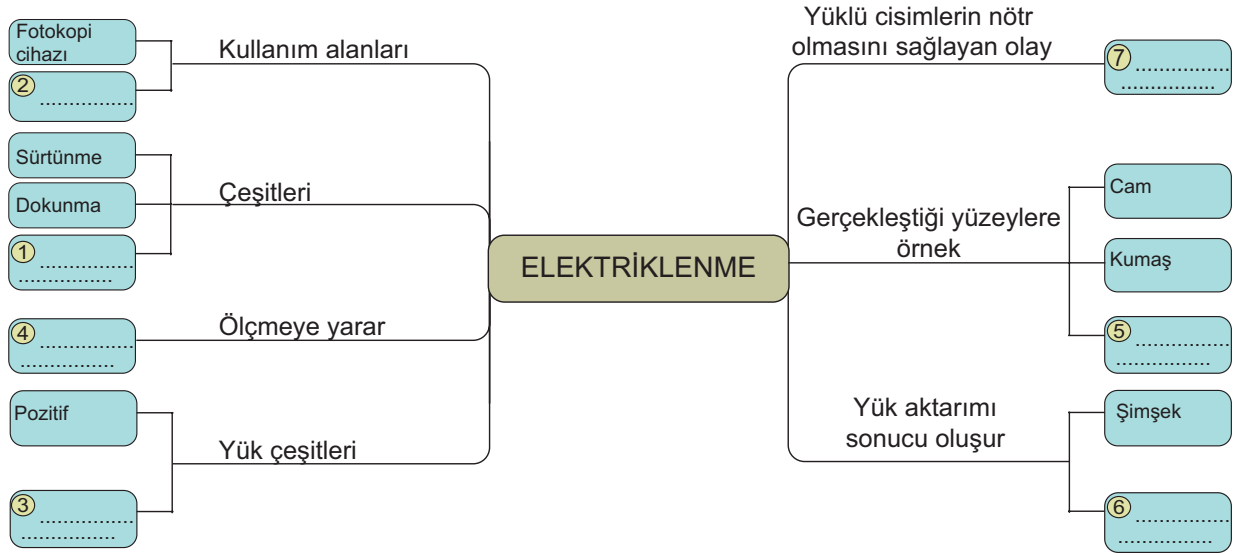 Fotokopi
cihazı
2 ................
Kullanım alanları
Sürtünme
Dokunma
1 ................
................
Çeşitleri
4 ................
................
Ölçmeye yarar
Pozitif
3 ................
................
Yük çeşitleri
ELEKTRİKLENME
Yüklü cisimlerin nötr
olmasını sağlayan olay
7 ................
................
Gerçekleştiği yüzeylere
örnek
Cam
Kumaş
5 ................
................
Yük aktarımı
sonucu oluşur
Şimşek
6 ................
................